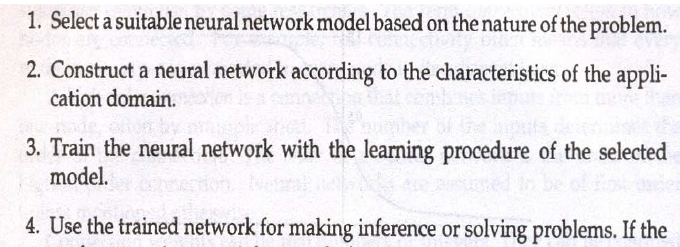 1. Select a suitable neural network model based on the nature of the problem.
2. Construct a neural network according to the characteristics of the appli-
cation domain.
3. Train the neural network with the learning procedure of the selected
model.
4. Use the trained network for making inference or solving problems. If the